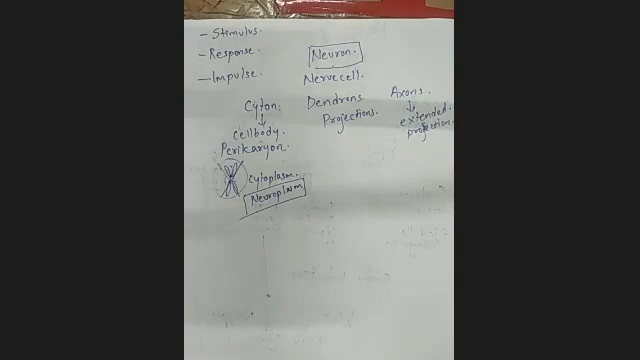 – Stimulus.
– Response.
– Impulse.
Neuron.
Nervecell.
Cyton.
↓
cellbody.
Perikaryon.
Dendrons.
Projections.
Axons.
↓
extended.
projection.
Cytoplasm.
Neuroplasm